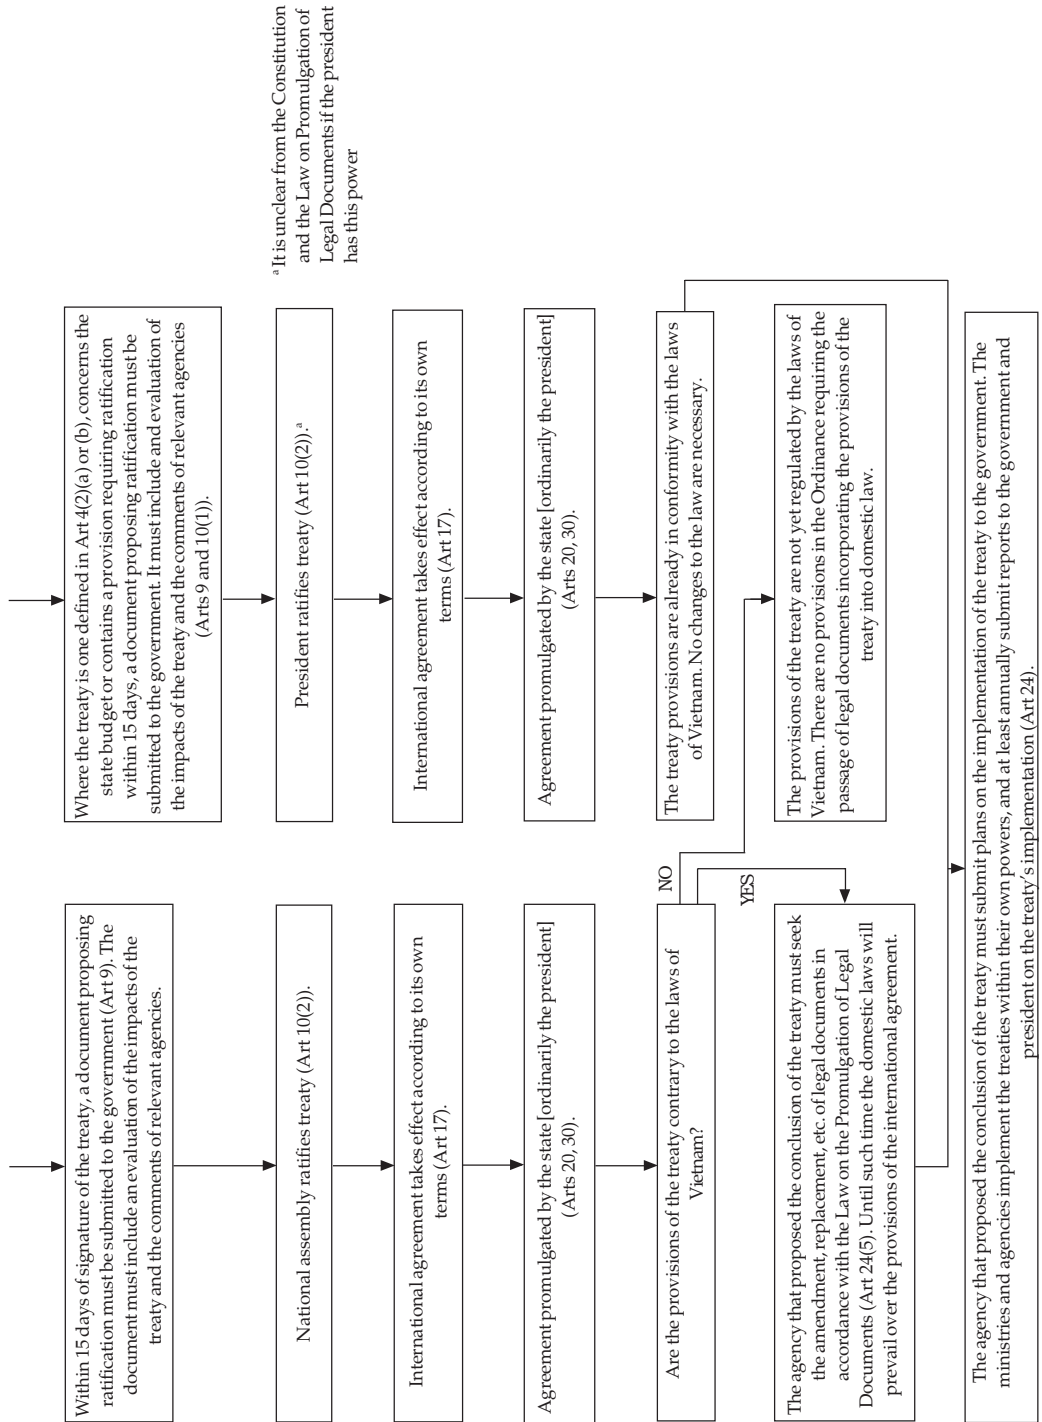 Within 15 days of signature of the treaty, a document proposing
ratification must be submitted to the government (Art 9). The
document must include an evaluation of the impacts of the
treaty and the comments of relevant agencies.
National assembly ratifies treaty (Art 10(2)).
International agreement takes effect according to its own
terms (Art 17).
Agreement promulgated by the state [ordinarily the president]
(Arts 20, 30).
Are the provisions of the treaty contrary to the laws of
Vietnam?
NO
YES
The agency that proposed the conclusion of the treaty must seek
the amendment, replacement, etc. of legal documents in
accordance with the Law on the Promulgation of Legal
Documents (Art 24(5)). Until such time the domestic laws will
prevail over the provisions of the international agreement.
Where the treaty is one defined in Art 4(2)(a) or (b), concerns the
state budget or contains a provision requiring ratification
within 15 days, a document proposing ratification must be
submitted to the government. It must include and evaluation of
the impacts of the treaty and the comments of relevant agencies
(Arts 9 and 10(1)).
President ratifies treaty (Art 10(2)).a
International agreement takes effect according to its own
terms (Art 17).
Agreement promulgated by the state [ordinarily the president]
(Arts 20, 30).
The treaty provisions are already in conformity with the laws
of Vietnam. No changes to the law are necessary.
The provisions of the treaty are not yet regulated by the laws of
Vietnam. There are no provisions in the Ordinance requiring the
passage of legal documents incorporating the provisions of the
treaty into domestic law.
The agency that proposed the conclusion of the treaty must submit plans on the implementation of the treaty to the government. The
ministries and agencies implement the treaties within their own powers, and at least annually submit reports to the government and
president on the treaty's implementation (Art 24).
a It is unclear from the Constitution
and the Law on Promulgation of
Legal Documents if the president
has this power